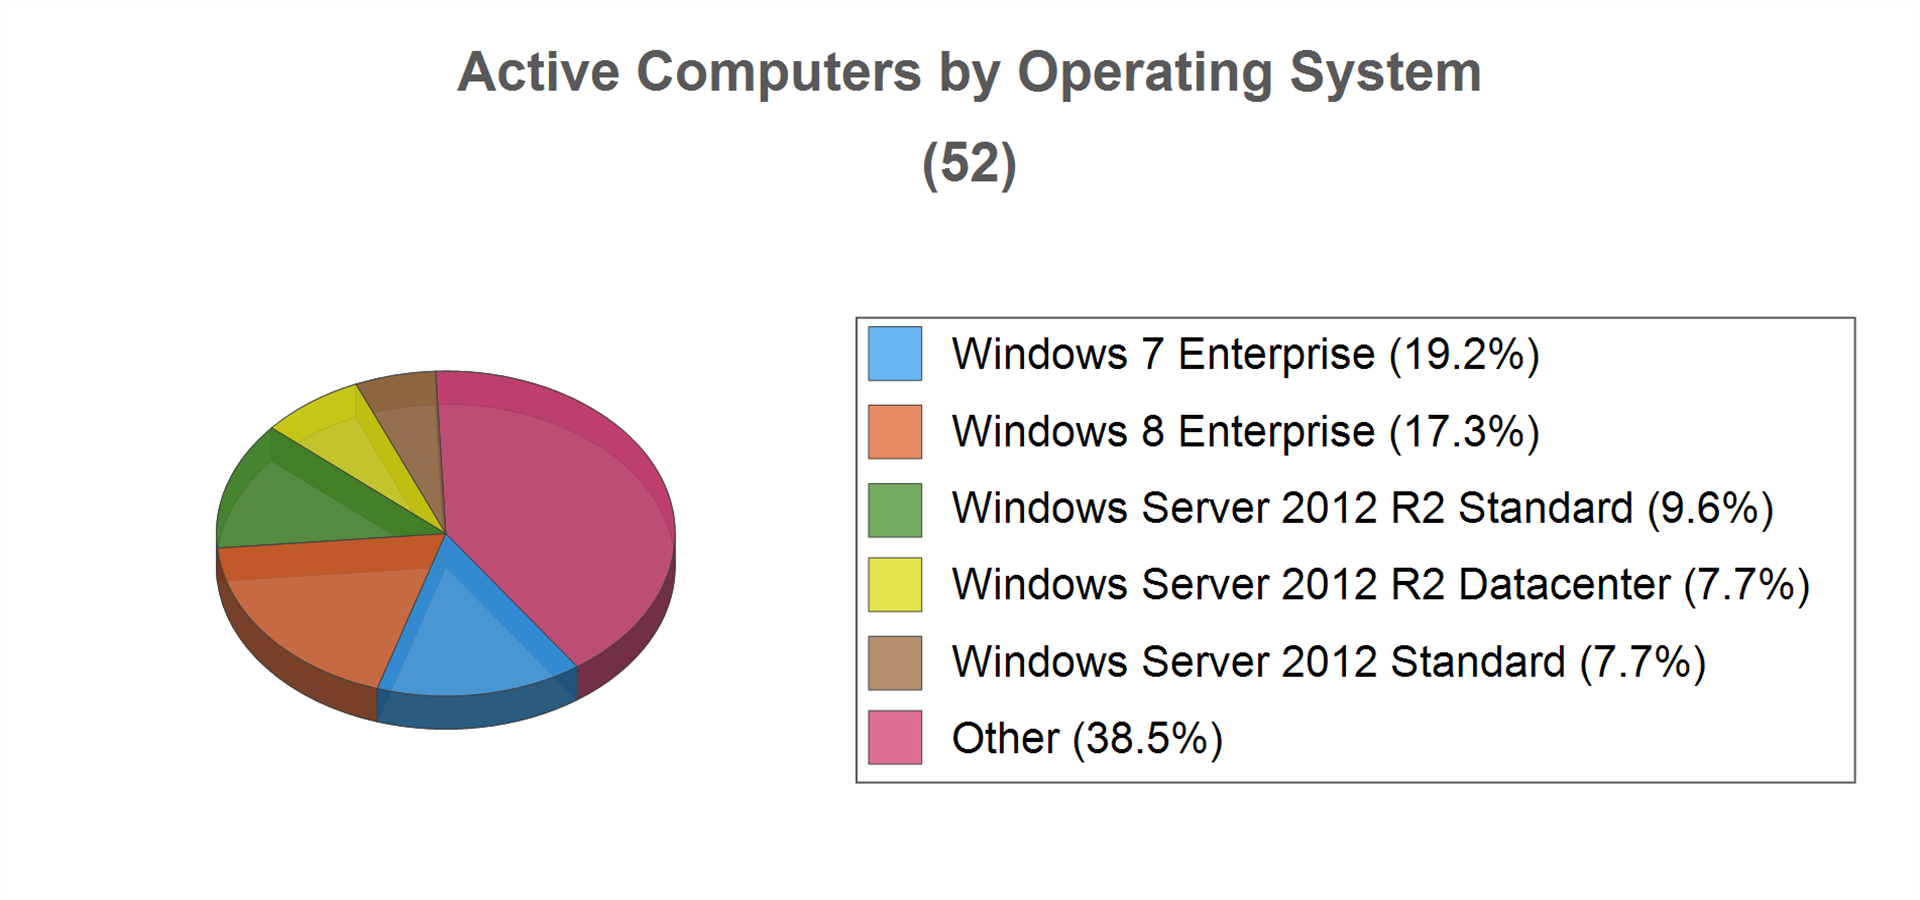 Active Computers by Operating System
(52)
Windows 7 Enterprise (19.2%)
Windows 8 Enterprise (17.3%)
Windows Server 2012 R2 Standard (9.6%)
Windows Server 2012 R2 Datacenter (7.7%)
Windows Server 2012 Standard (7.7%)
Other (38.5%)